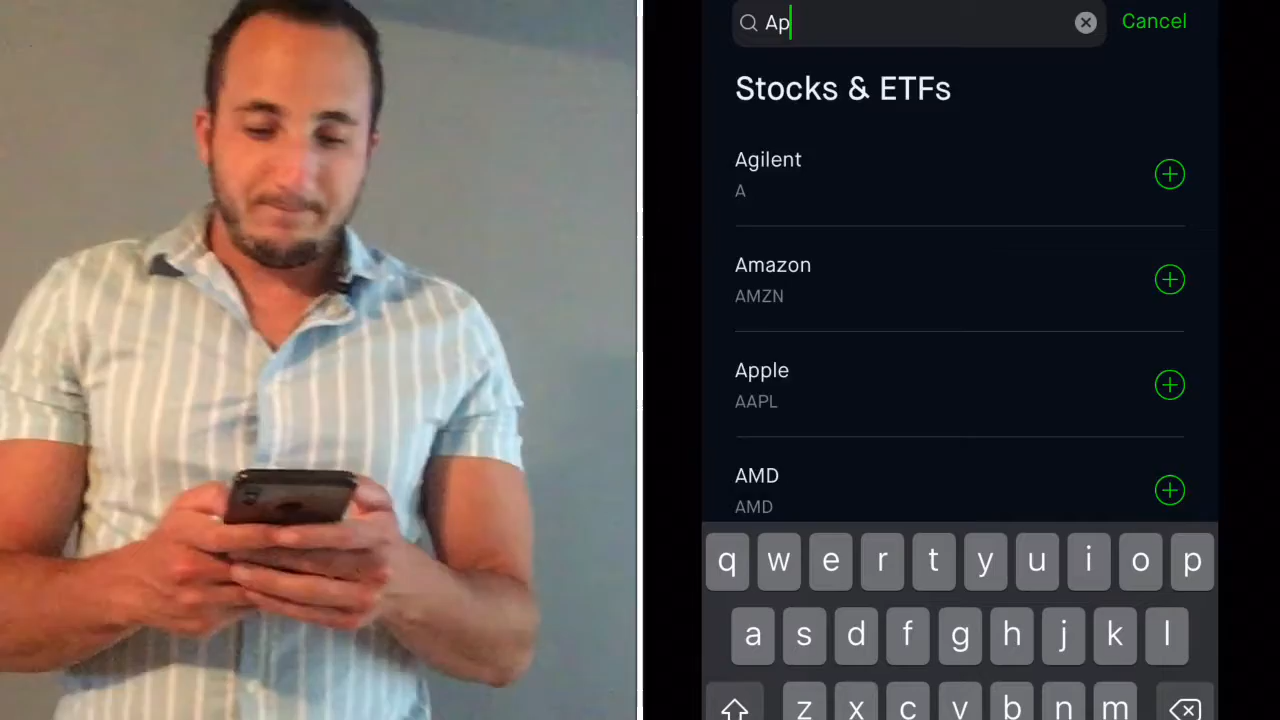 Ap
Cancel
Stocks & ETFs
Agilent
A
Amazon
AMZN
Apple
AAPL
AMD
AMD
q w e r t y u i o p
a s d f g h j k l
z x c v b n m